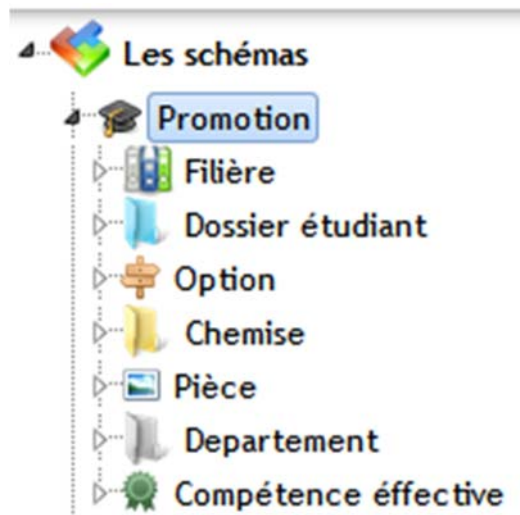 Les schémas
Promotion
Filière
Dossier étudiant
Option
Chemise
Pièce
Departement
Compétence éffective